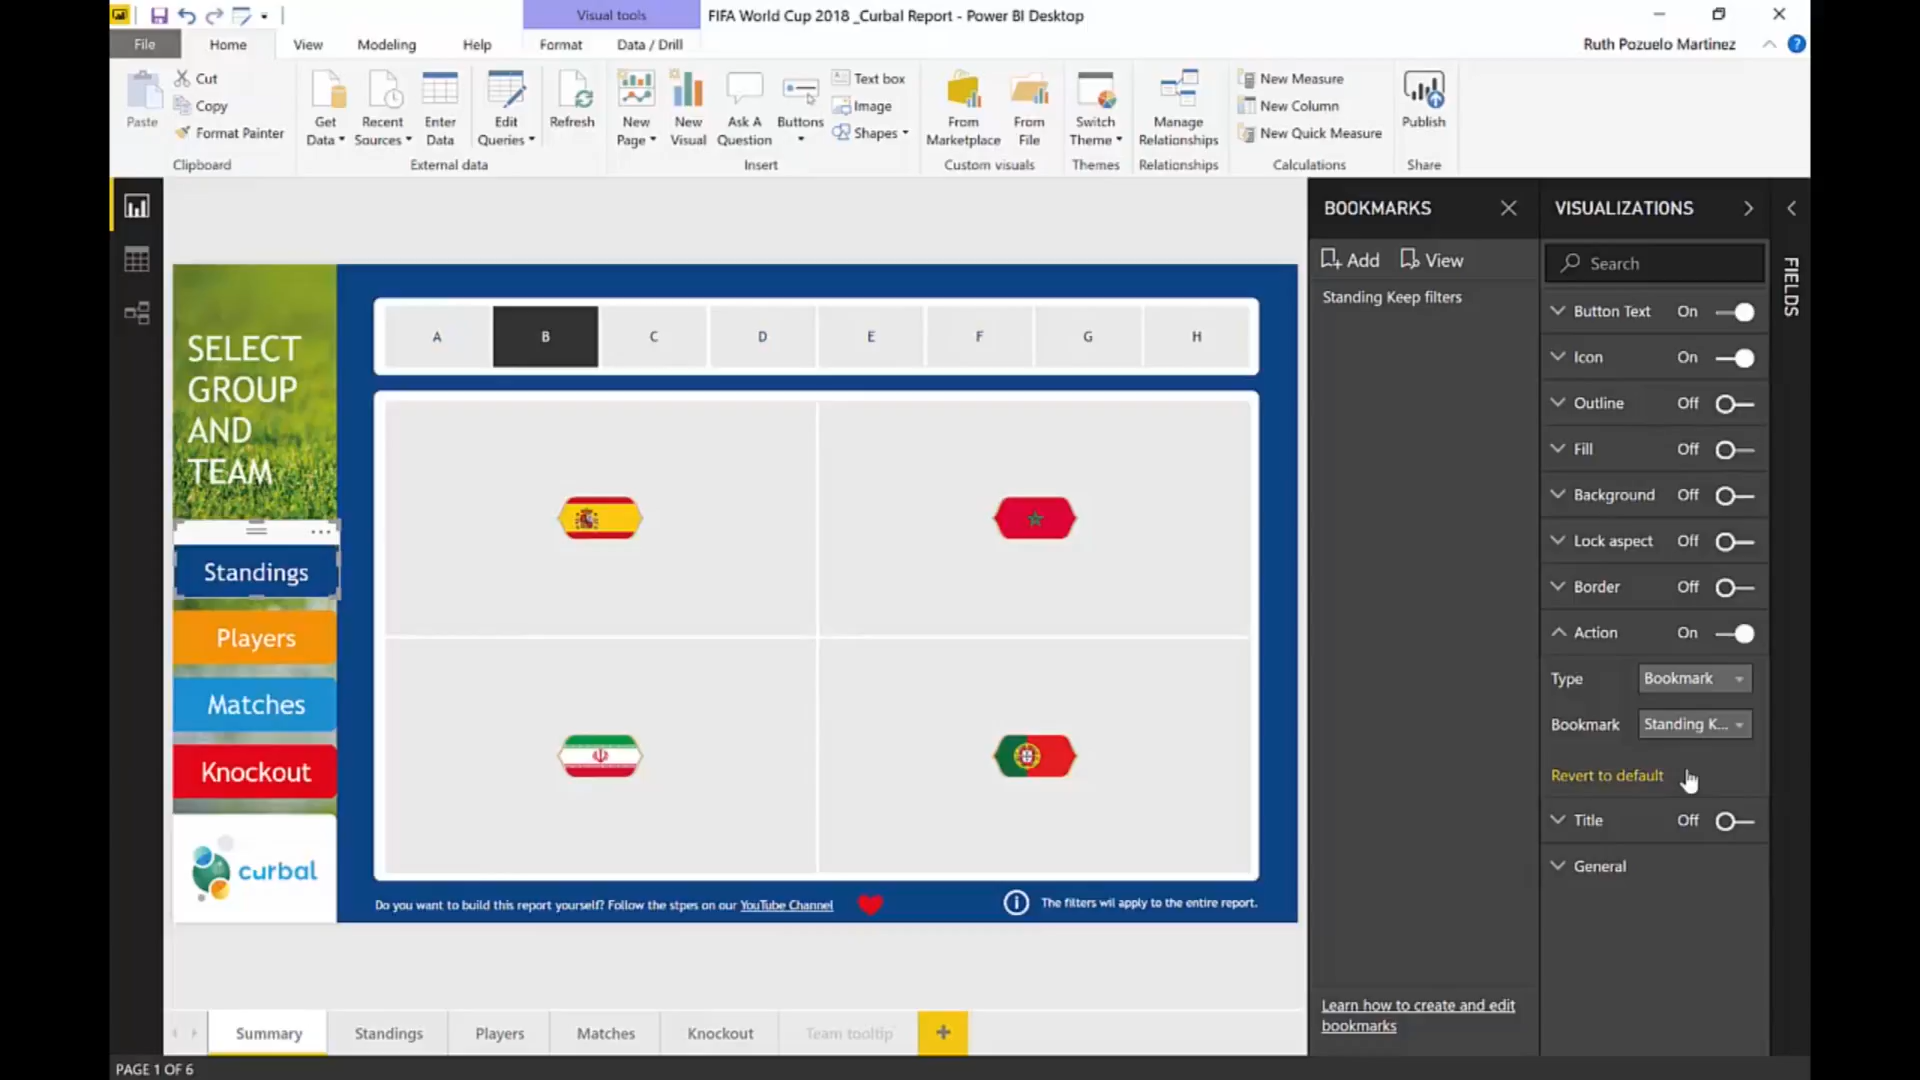 Visual tools
FIFA World Cup 2018 _Curbal Report - Power BI Desktop
File
Home
View
Modeling
Help
Format
Data / Drill
Ruth Pozuelo Martinez
Paste
Cut
Copy
Format Painter
Clipboard
Get
Data
Recent
Sources
Enter
Data
Edit
Queries
Refresh
External data
New
Page
New
Visual
Ask A
Question
Buttons
Text box
Image
Shapes
Insert
From
Marketplace
From
File
Custom visuals
Switch
Theme
Themes
Manage
Relationships
Relationships
New Measure
New Column
New Quick Measure
Calculations
Publish
Share
SELECT
GROUP
AND
TEAM
Standings
Players
Matches
Knockout
curbal
A B C D E F G H
Do you want to build this report yourself? Follow the stpes on our YouTube Channel
The filters wil apply to the entire report.
BOOKMARKS
Add View
Standing Keep filters
Learn how to create and edit
bookmarks
VISUALIZATIONS
Search
Button Text On
Icon On
Outline Off
Fill Off
Background Off
Lock aspect Off
Border Off
Action On
Type Bookmark
Bookmark Standing K...
Revert to default
Title Off
General
FIELDS
Summary
Standings
Players
Matches
Knockout
Team tooltip
PAGE 1 OF 6